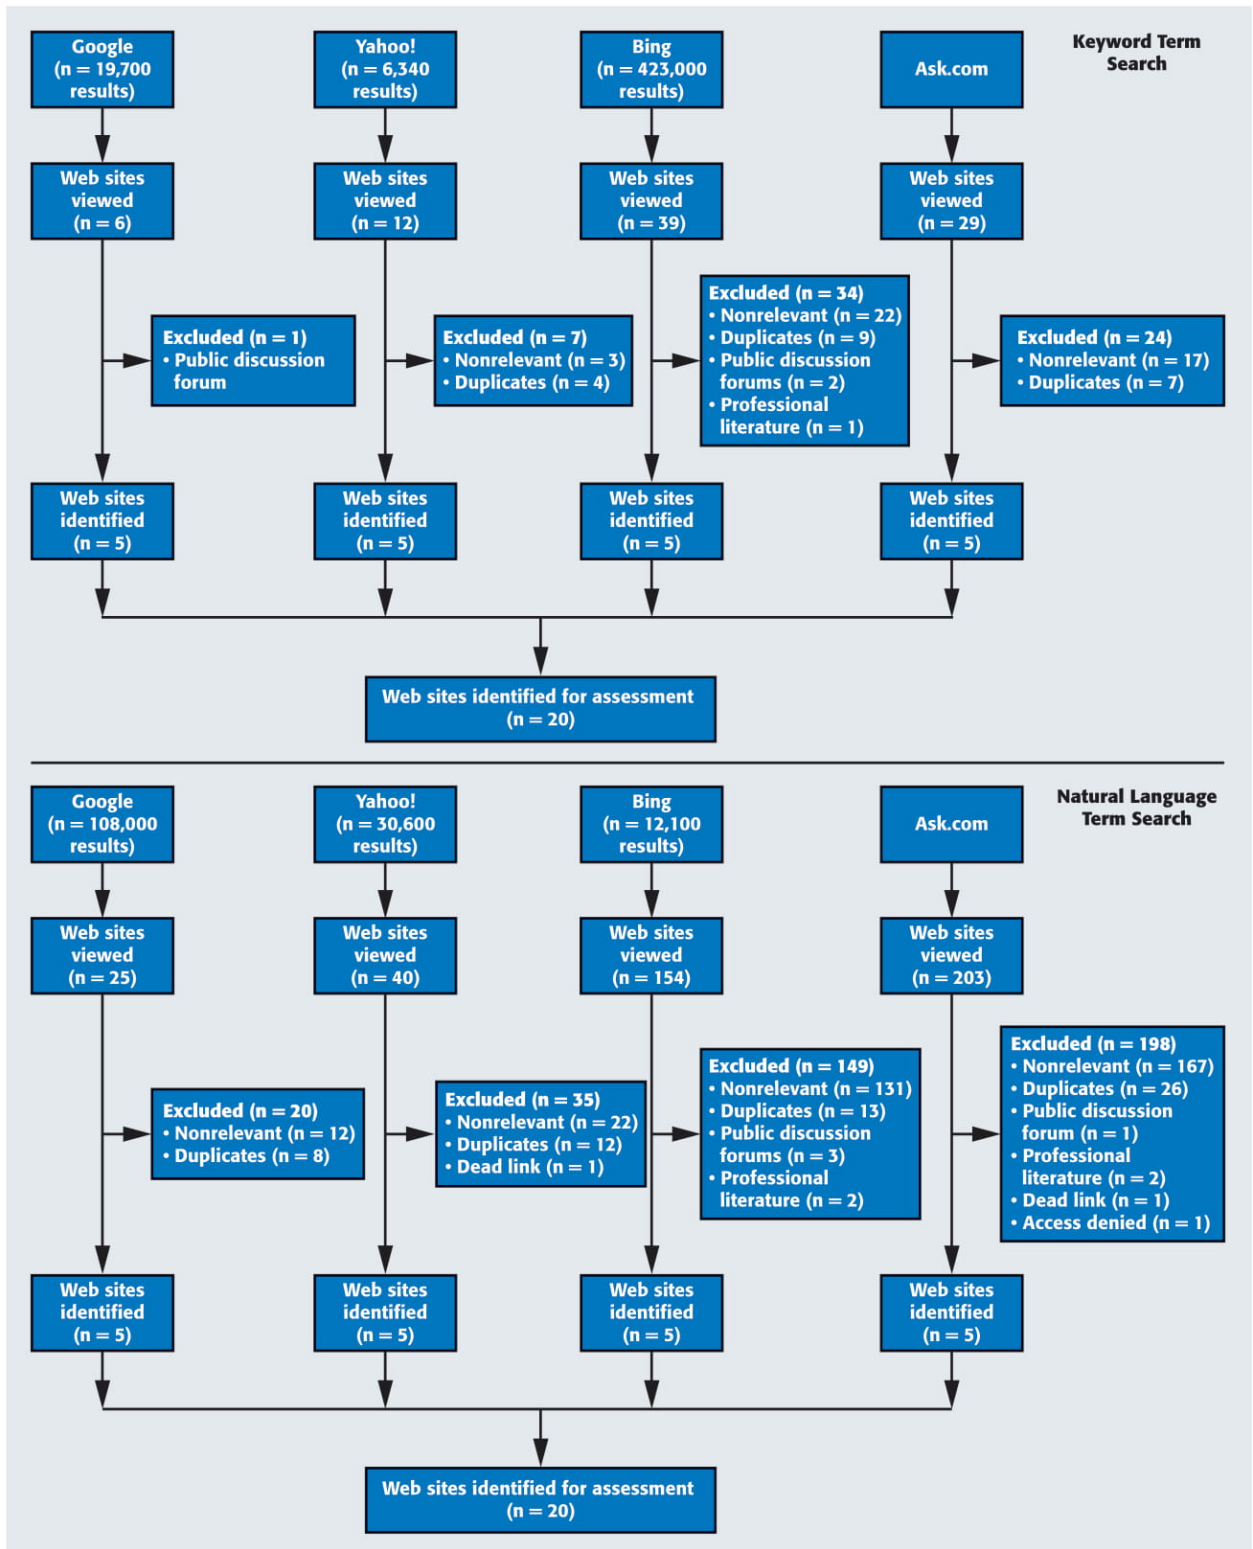 Keyword Term
Search
Google
(n = 19,700
results)
Yahoo!
(n = 6,340
results)
Bing
(n = 423,000
results)
Ask.com
Web sites
viewed
(n = 6)
Web sites
viewed
(n = 12)
Web sites
viewed
(n = 39)
Web sites
viewed
(n = 29)
Excluded (n = 1)
• Public discussion
forum
Excluded (n = 7)
• Nonrelevant (n = 3)
• Duplicates (n = 4)
Excluded (n = 34)
• Nonrelevant (n = 22)
• Duplicates (n = 9)
• Public discussion
forums (n = 2)
• Professional
literature (n = 1)
Excluded (n = 24)
• Nonrelevant (n = 17)
• Duplicates (n = 7)
Web sites
identified
(n = 5)
Web sites
identified
(n = 5)
Web sites
identified
(n = 5)
Web sites
identified
(n = 5)
Web sites identified for assessment
(n = 20)
Natural Language
Term Search
Google
(n = 108,000
results)
Yahoo!
(n = 30,600
results)
Bing
(n = 12,100
results)
Ask.com
Web sites
viewed
(n = 25)
Web sites
viewed
(n = 40)
Web sites
viewed
(n = 154)
Web sites
viewed
(n = 203)
Excluded (n = 20)
• Nonrelevant (n = 12)
• Duplicates (n = 8)
Excluded (n = 35)
• Nonrelevant (n = 22)
• Duplicates (n = 12)
• Dead link (n = 1)
Excluded (n = 149)
• Nonrelevant (n = 131)
• Duplicates (n = 13)
• Public discussion
forums (n = 3)
• Professional
literature (n = 2)
Excluded (n = 198)
• Nonrelevant (n = 167)
• Duplicates (n = 26)
• Public discussion
forum (n = 1)
• Professional
literature (n = 2)
• Dead link (n = 1)
• Access denied (n = 1)
Web sites
identified
(n = 5)
Web sites
identified
(n = 5)
Web sites
identified
(n = 5)
Web sites
identified
(n = 5)
Web sites identified for assessment
(n = 20)